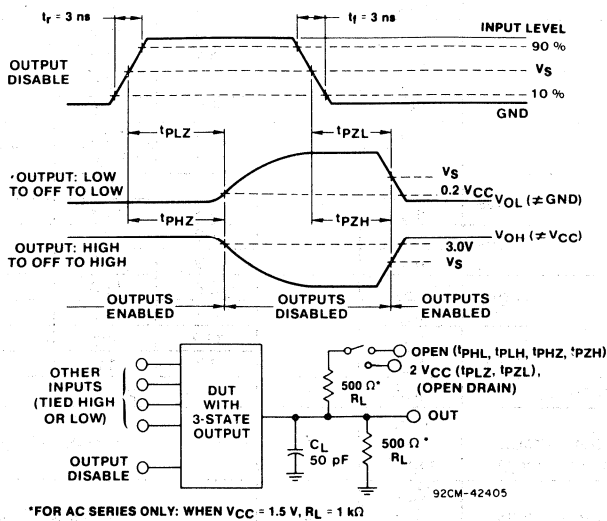 tr = 3 ns
tf = 3 ns
INPUT LEVEL
90 %
OUTPUT
DISABLE
VS
10 %
GND
tPLZ
tPZL
OUTPUT: LOW
TO OFF TO LOW
VS
0.2 VCC
VOL (≠GND)
tPHZ
tPZH
OUTPUT: HIGH
TO OFF TO
HIGH
VOH (≠VCC)
3.0V
VS
OUTPUTS
ENABLED
OUTPUTS
DISABLED
OUTPUTS
ENABLED
OTHER
INPUTS
(TIED HIGH
OR LOW)
OUTPUT
DISABLE
DUT
WITH
3-STATE
OUTPUT
OPEN (tPHL, tPLH, tPHZ, tPZH)
2 VCC (tPLZ, tPZL),
(OPEN DRAIN)
500 Ω*
RL
OUT
CL
50 pF
500 Ω*
RL
92CM-42405
*FOR AC SERIES ONLY: WHEN VCC = 1.5 V, RL = 1 kΩ